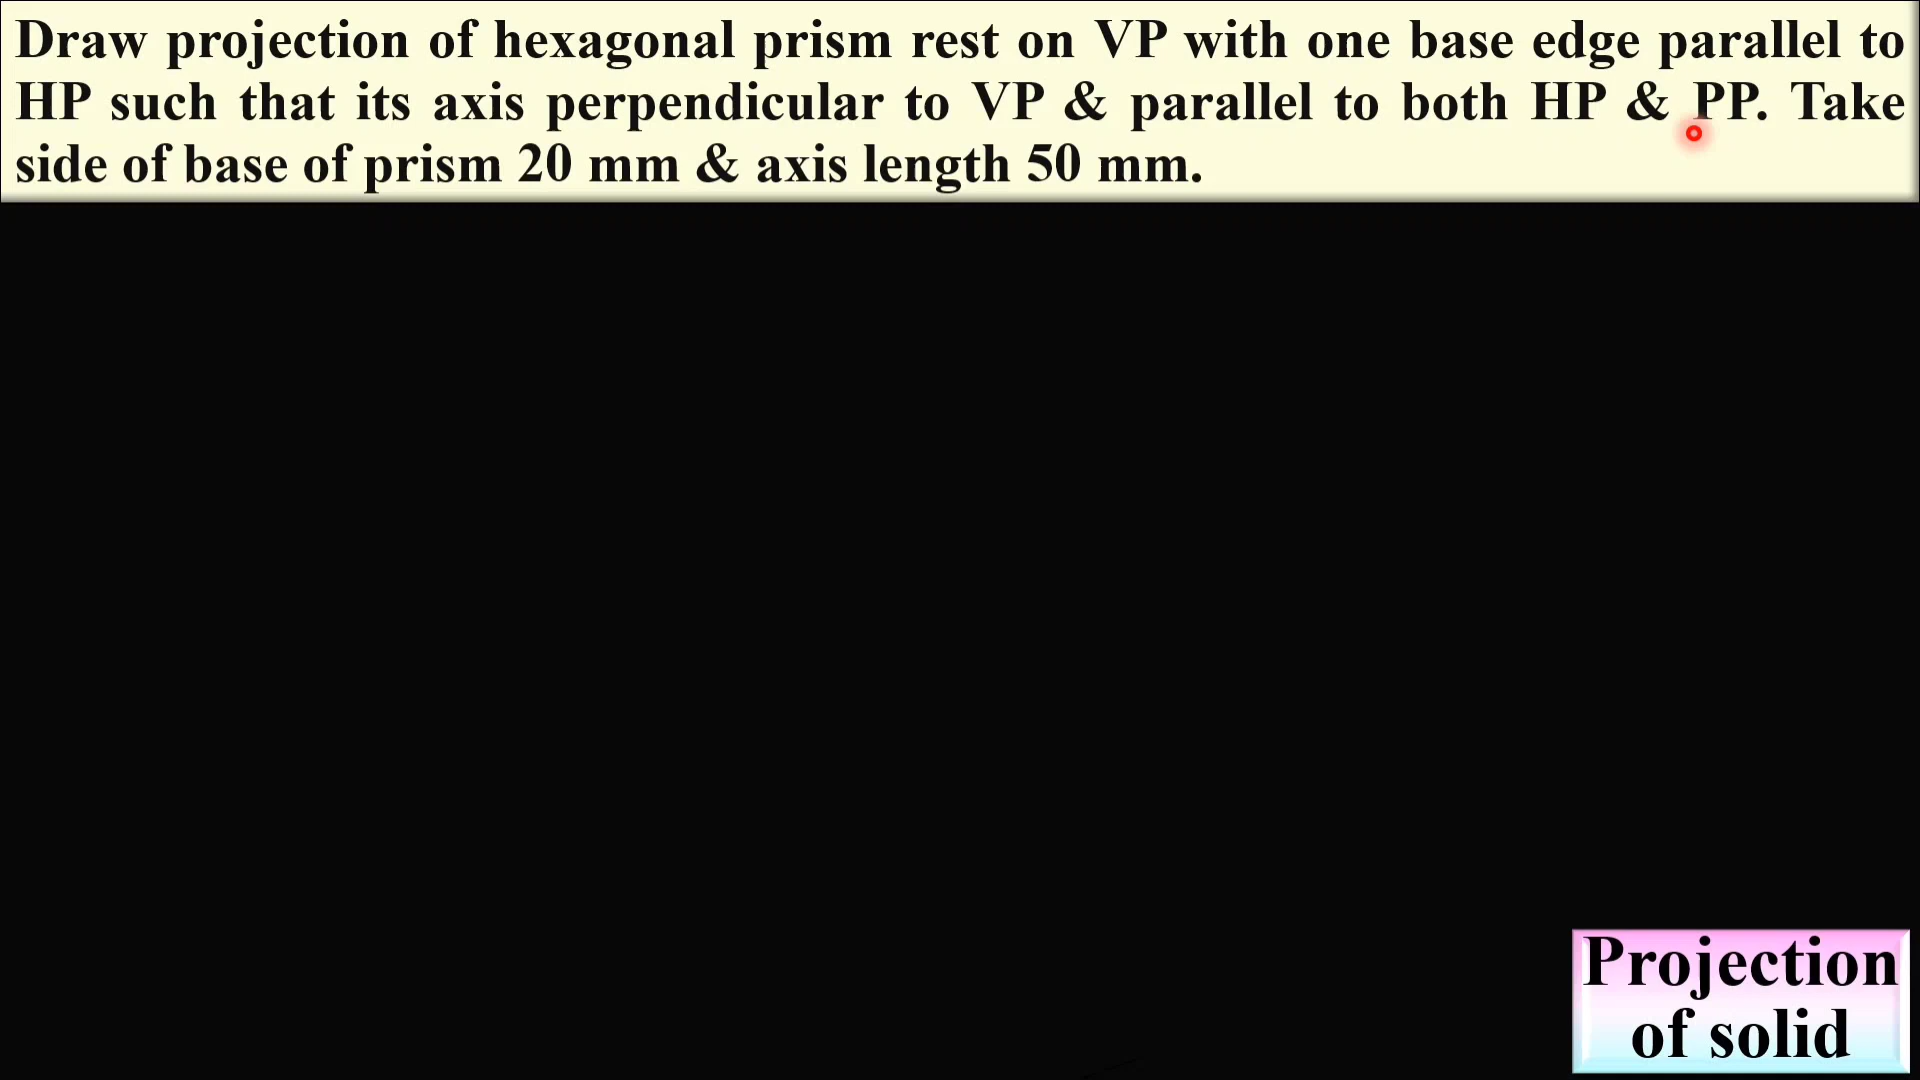 Draw projection of hexagonal prism rest on VP with one base edge parallel to
HP such that its axis perpendicular to VP & parallel to both HP & PP. Take
side of base of prism 20 mm & axis length 50 mm.
Projection
of solid